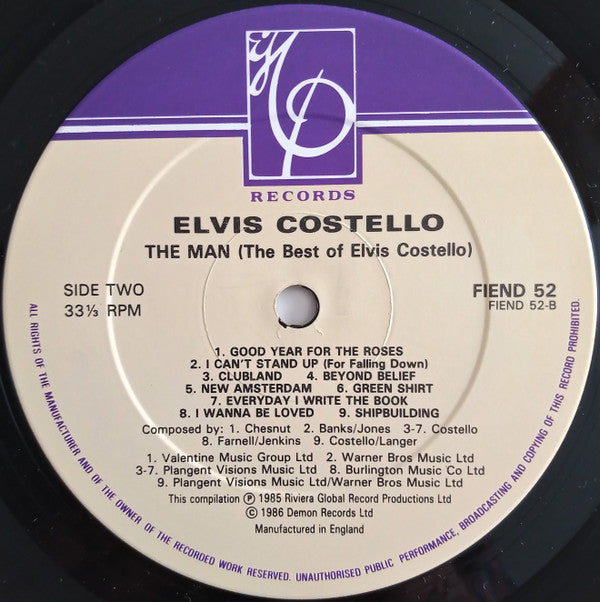 RECORDS
ELVIS COSTELLO
THE MAN (The Best of Elvis Costello)
SIDE TWO
33⅓ RPM
FIEND 52
FIEND 52-B
1. GOOD YEAR FOR THE ROSES
2. I CAN'T STAND UP (For Falling Down)
3. CLUBLAND 4. BEYOND BELIEF
5. NEW AMSTERDAM 6. GREEN SHIRT
7. EVERYDAY I WRITE THE BOOK
8. I WANNA BE LOVED 9. SHIPBUILDING
Composed by: 1. Chesnut 2. Banks/Jones 3-7. Costello
8. Farnell/Jenkins 9. Costello/Langer
1. Valentine Music Group Ltd 2. Warner Bros Music Ltd
3-7. Plangent Visions Music Ltd 8. Burlington Music Co Ltd
9. Plangent Visions Music Ltd/Warner Bros Music Ltd
This compilation Ⓟ 1985 Riviera Global Record Productions Ltd
© 1986 Demon Records Ltd
Manufactured in England
ALL RIGHTS OF THE MANUFACTURER AND OF THE OWNER OF THE RECORDED WORK RESERVED. UNAUTHORISED PUBLIC PERFORMANCE, BROADCASTING AND COPYING OF THIS RECORD PROHIBITED.